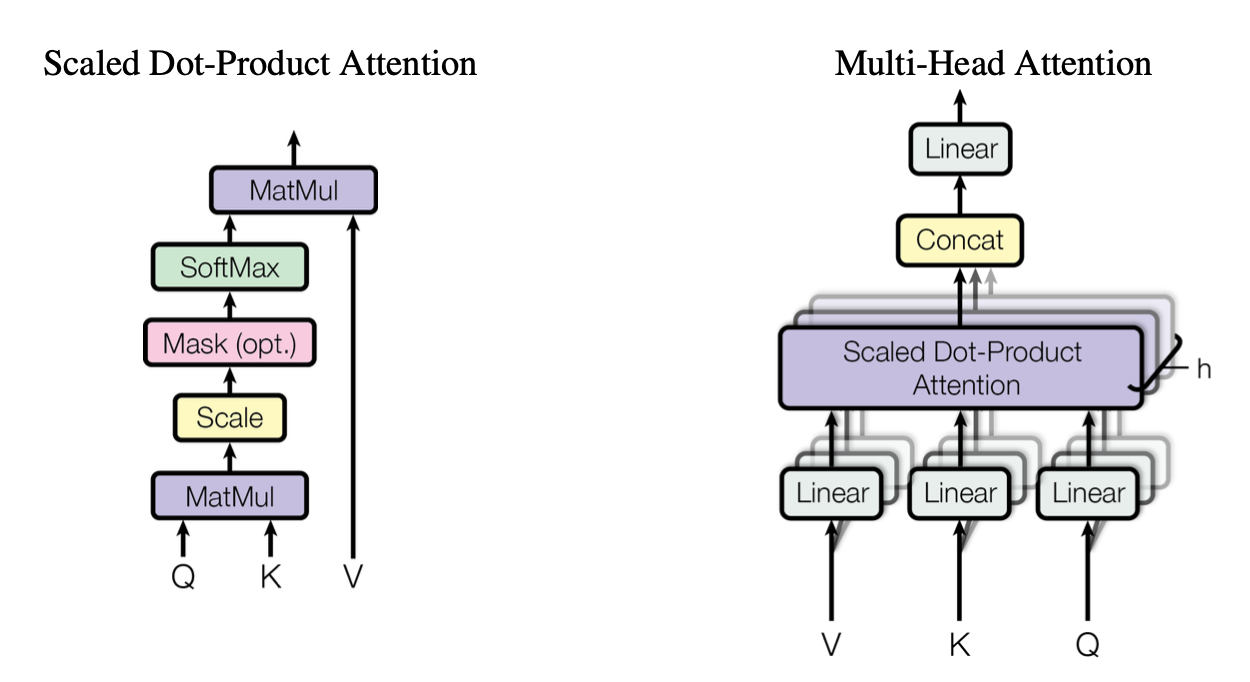 Scaled Dot-Product Attention
MatMul
SoftMax
Mask (opt.)
Scale
MatMul
Q K V
Multi-Head Attention
Linear
Concat
Scaled Dot-Product
Attention
h
Linear Linear Linear
V K Q